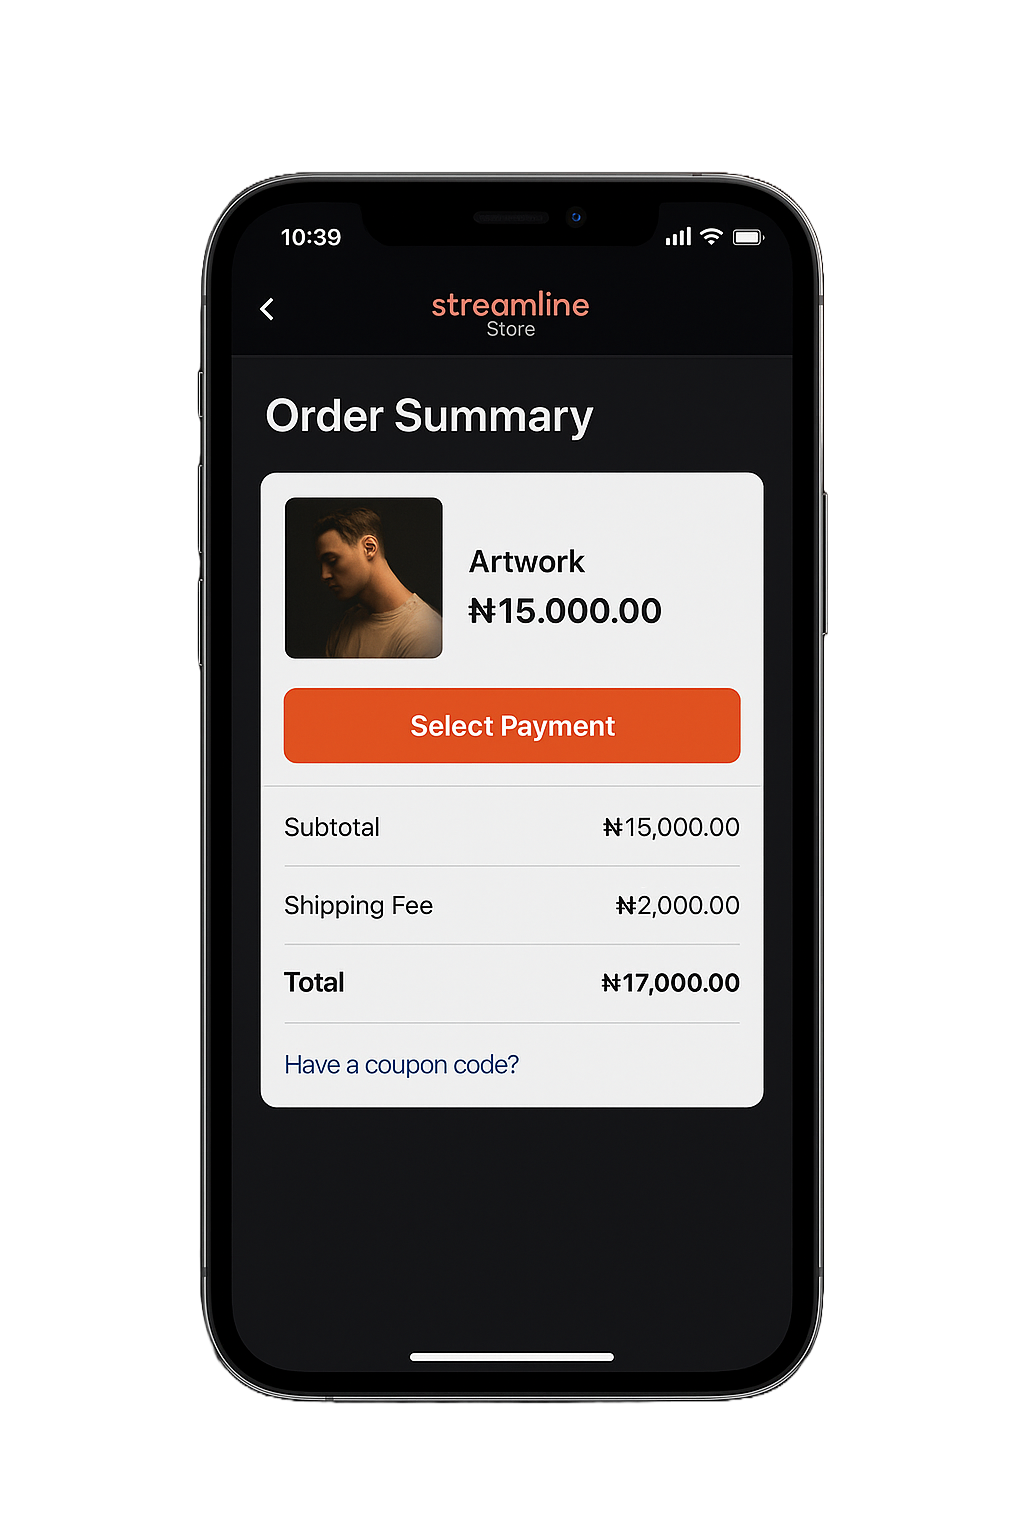 10:39
streamline
Store
Order Summary
Artwork
₦15.000.00
Select Payment
Subtotal ₦15,000.00
Shipping Fee ₦2,000.00
Total ₦17,000.00
Have a coupon code?